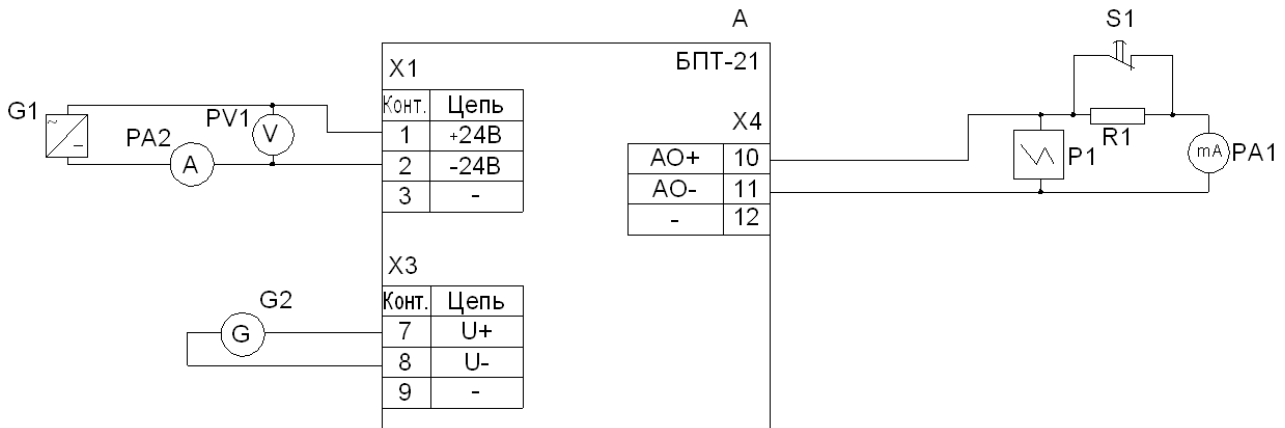 A
S1
БПТ-21
X1
G1
PV1
Конт. Цепь
X4
PA2
V
1 +24В
R1
A
2 -24В
AO+ 10
P1
mA
PA1
3 -
AO- 11
- 12
X3
G2
Конт. Цепь
G
7 U+
8 U-
9 -